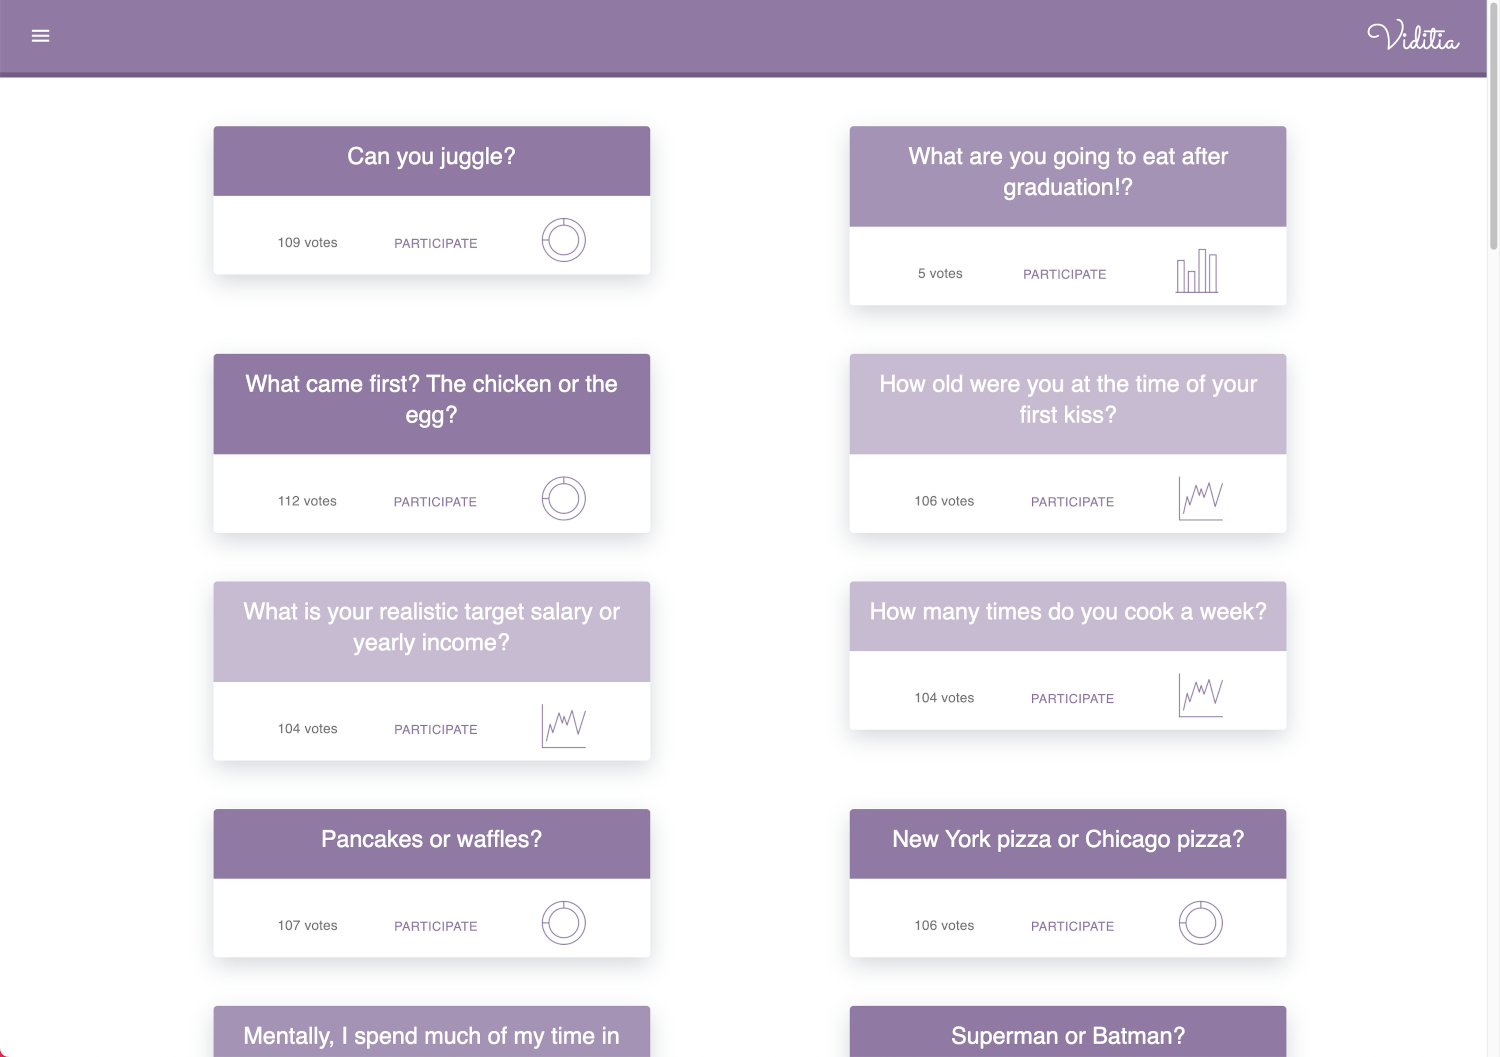 Viditia
Can you juggle?
109 votes PARTICIPATE
What are you going to eat after
graduation!?
5 votes PARTICIPATE
What came first? The chicken or the
egg?
112 votes PARTICIPATE
How old were you at the time of your
first kiss?
106 votes PARTICIPATE
What is your realistic target salary or
yearly income?
104 votes PARTICIPATE
How many times do you cook a week?
104 votes PARTICIPATE
Pancakes or waffles?
107 votes PARTICIPATE
New York pizza or Chicago pizza?
106 votes PARTICIPATE
Mentally, I spend much of my time in
Superman or Batman?